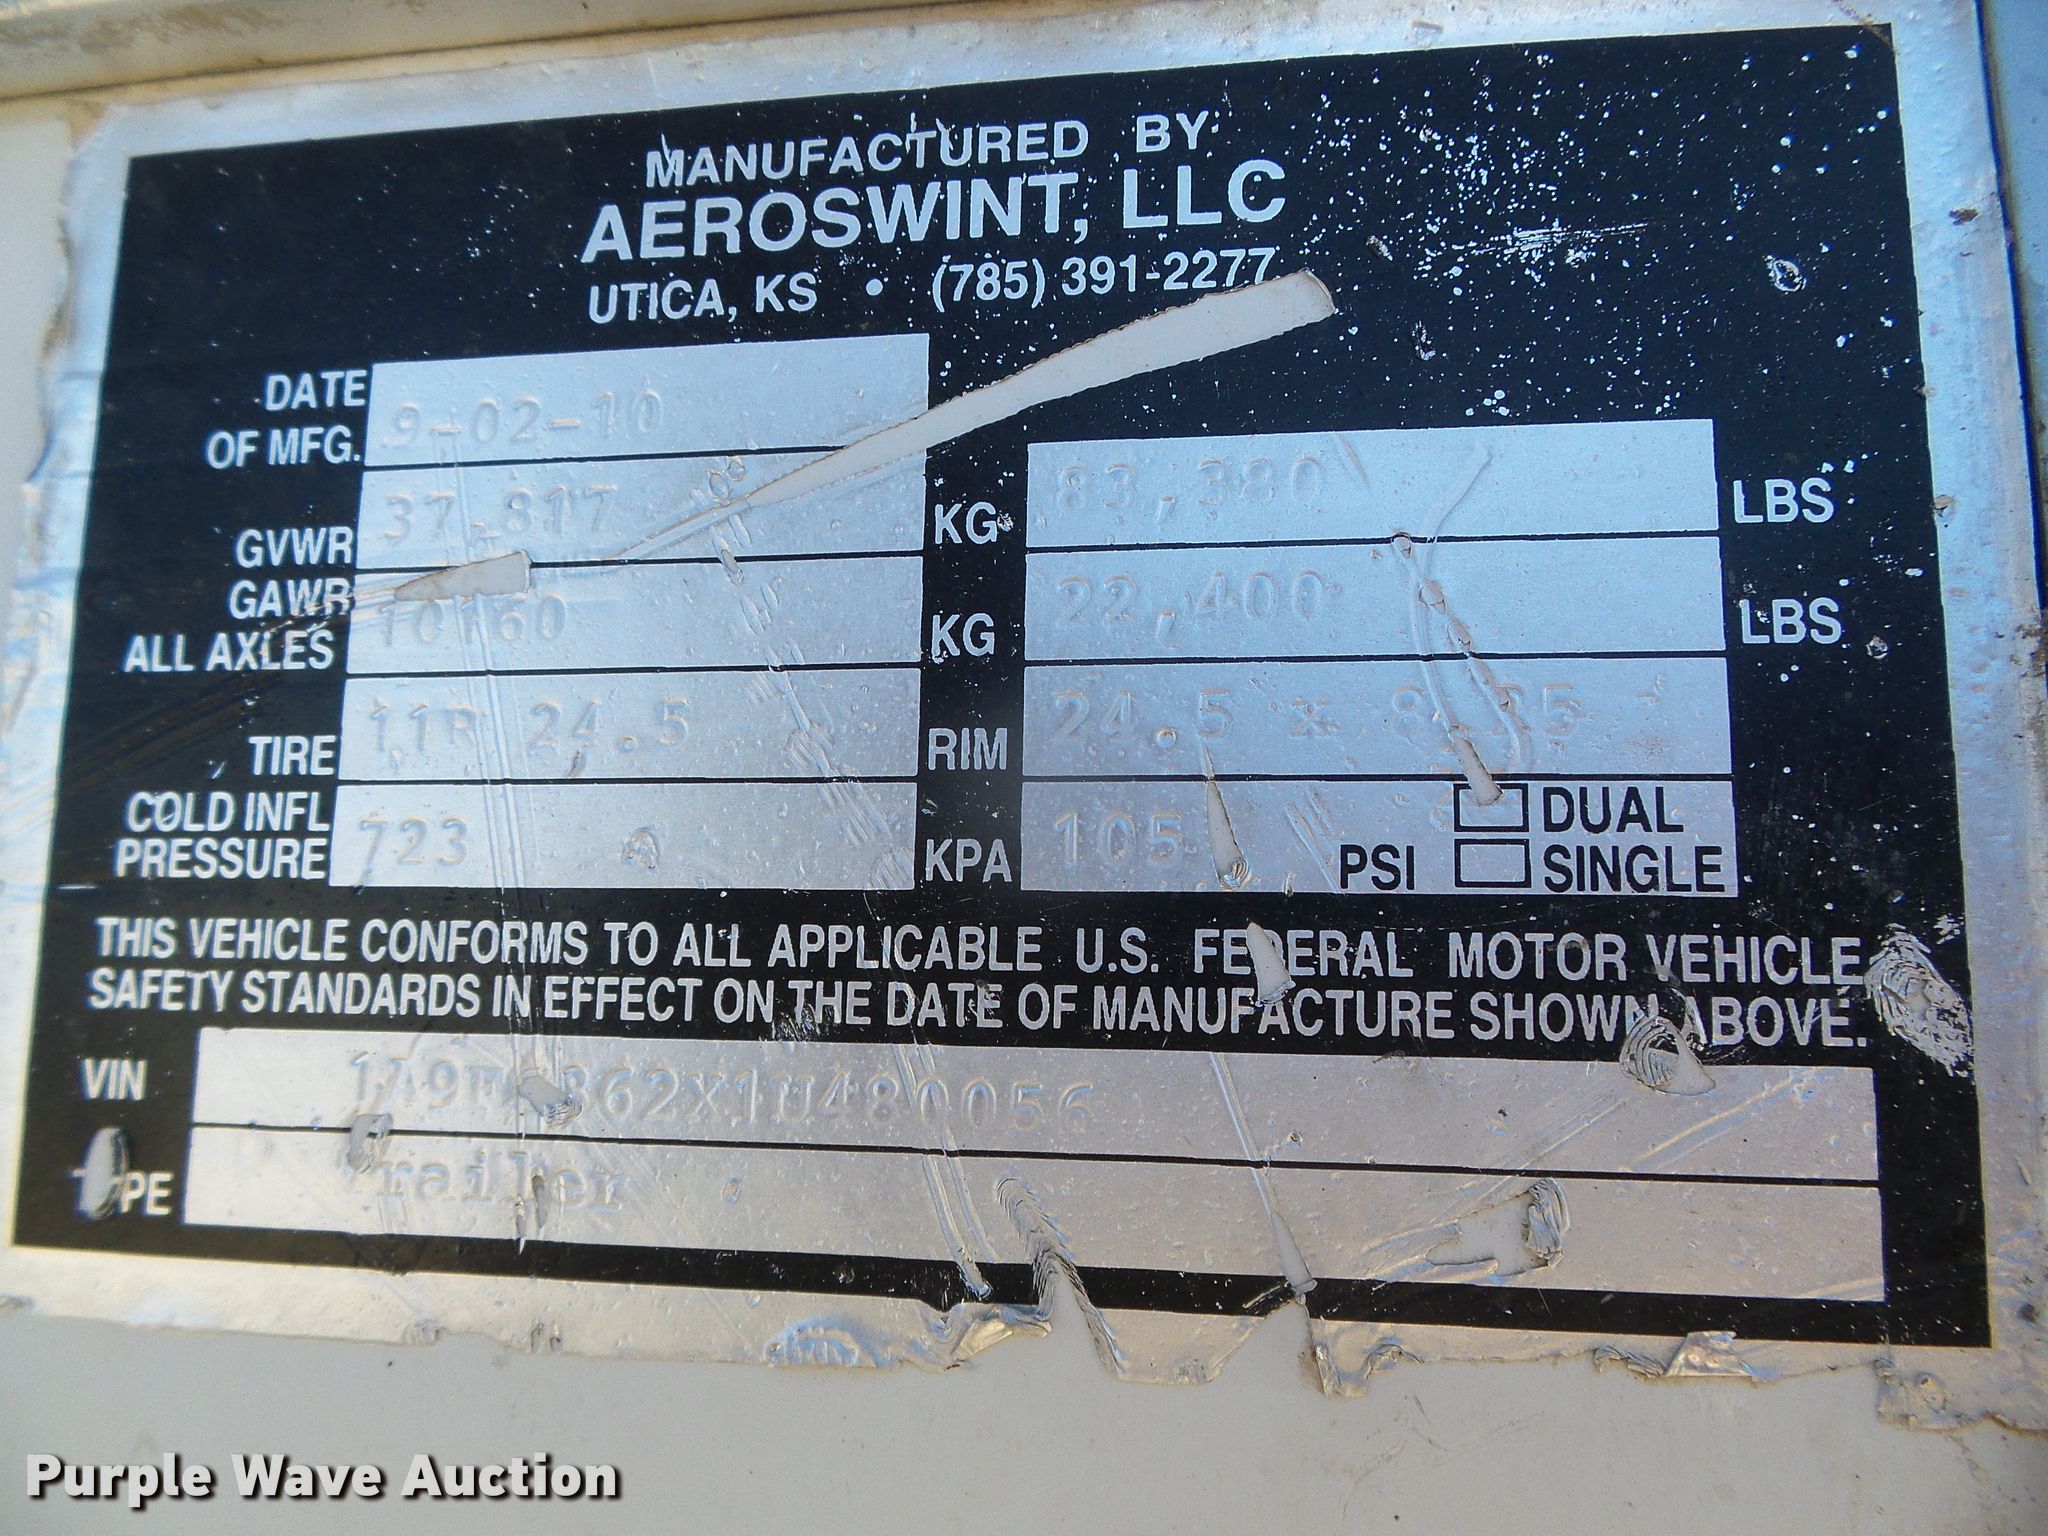 MANUFACTURED BY
AEROSWINT, LLC
UTICA, KS • (785) 391-2277
DATE OF MFG. 9-02-10
GVWR 37,817 KG 83,380 LBS
GAWR ALL AXLES 10160 KG 22,400 LBS
TIRE 11R 24.5 RIM 24.5 x
COLD INFL PRESSURE 723 KPA 105 PSI DUAL
SINGLE
THIS VEHICLE CONFORMS TO ALL APPLICABLE U.S. FEDERAL MOTOR VEHICLE
SAFETY STANDARDS IN EFFECT ON THE DATE OF MANUFACTURE SHOWN ABOVE.
VIN
TYPE Trailer
Purple Wave Auction